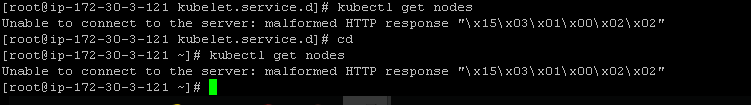 [root@ip-172-30-3-121 kubelet.service.d]# kubectl get nodes
Unable to connect to the server: malformed HTTP response "\x15\x03\x01\x00\x02\x02"
[root@ip-172-30-3-121 kubelet.service.d]# cd
[root@ip-172-30-3-121 ~]# kubectl get nodes
Unable to connect to the server: malformed HTTP response "\x15\x03\x01\x00\x02\x02"
[root@ip-172-30-3-121 ~]#